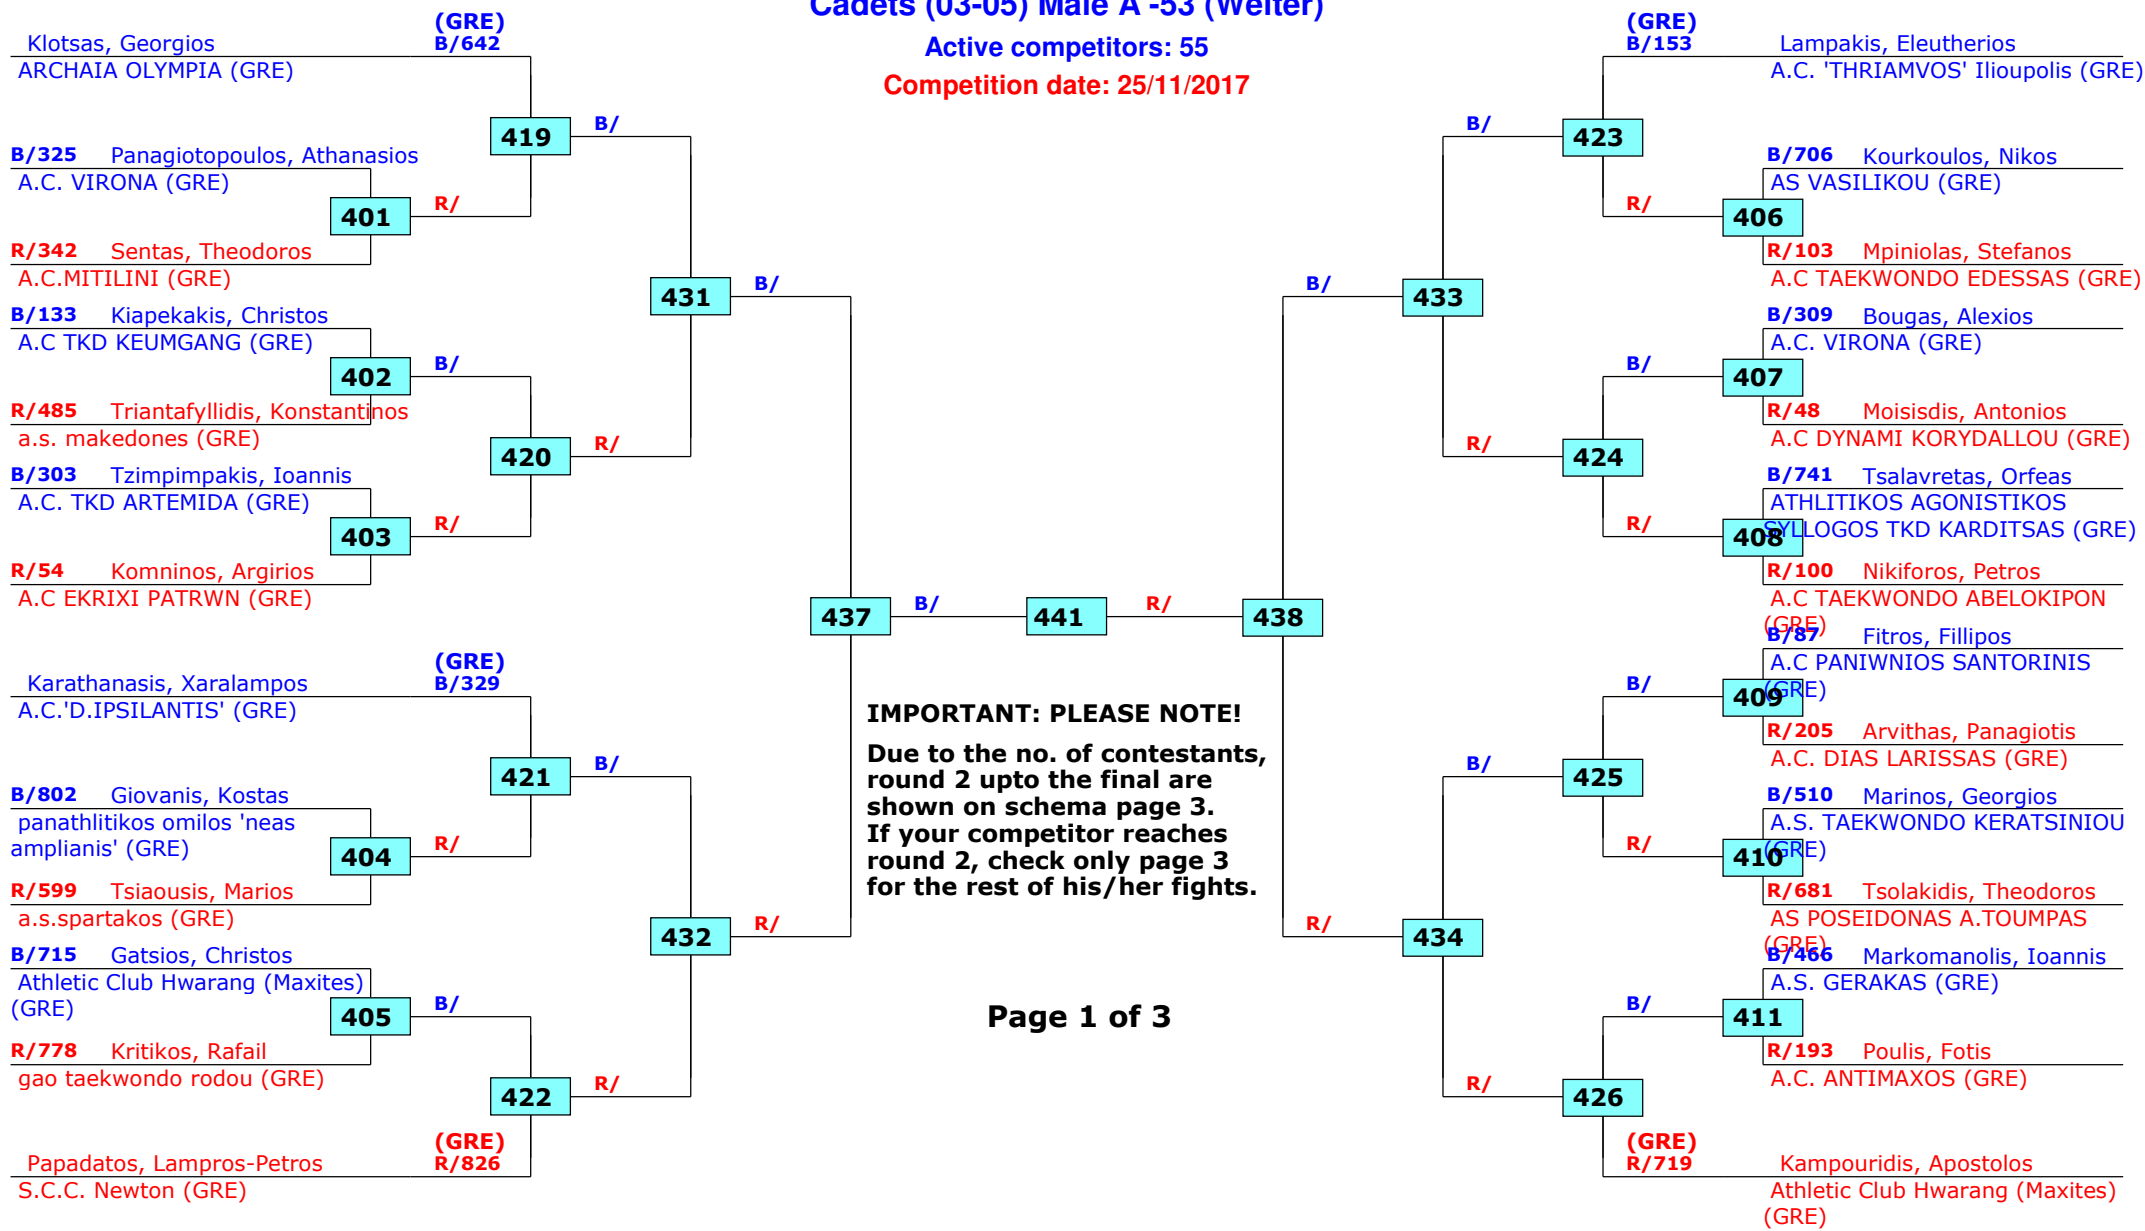 Cadets (03-05) Male A -53 (Welter)
Active competitors: 55
Competition date: 25/11/2017
(GRE)
Klotsas, Georgios B/642
ARCHAIA OLYMPIA (GRE)
419 B/
B/325 Panagiotopoulos, Athanasios
A.C. VIRONA (GRE)
401 R/
R/342 Sentas, Theodoros
A.C.MITILINI (GRE)
431 B/
B/133 Kiapekakis, Christos
A.C TKD KEUMGANG (GRE)
402 B/
R/485 Triantafyllidis, Konstantinos
a.s. makedones (GRE)
420 R/
B/303 Tzimpimpakis, Ioannis
A.C. TKD ARTEMIDA (GRE)
403 R/
R/54 Komninos, Argirios
A.C EKRIXI PATRWN (GRE)
437 B/ 441 R/ 438
(GRE)
Karathanasis, Xaralampos B/329
A.C.'D.IPSILANTIS' (GRE)
421 B/
B/802 Giovanis, Kostas
panathlitikos omilos 'neas
amplianis' (GRE)
404 R/
R/599 Tsiaousis, Marios
a.s.spartakos (GRE)
432 R/
B/715 Gatsios, Christos
Athletic Club Hwarang (Maxites)
(GRE)
405 B/
R/778 Kritikos, Rafail
gao taekwondo rodou (GRE)
422 R/
(GRE)
Papadatos, Lampros-Petros R/826
S.C.C. Newton (GRE)
IMPORTANT: PLEASE NOTE!
Due to the no. of contestants,
round 2 upto the final are
shown on schema page 3.
If your competitor reaches
round 2, check only page 3
for the rest of his/her fights.
Page 1 of 3
(GRE)
B/153 Lampakis, Eleutherios
A.C. 'THRIAMVOS' Ilioupolis (GRE)
B/ 423
B/706 Kourkoulos, Nikos
AS VASILIKOU (GRE)
R/ 406
R/103 Mpiniolas, Stefanos
A.C TAEKWONDO EDESSAS (GRE)
B/ 433
B/309 Bougas, Alexios
A.C. VIRONA (GRE)
B/ 407
R/48 Moisisdis, Antonios
A.C DYNAMI KORYDALLOU (GRE)
R/ 424
B/741 Tsalavretas, Orfeas
ATHLITIKOS AGONISTIKOS
SYLLOGOS TKD KARDITSAS (GRE)
R/ 408
R/100 Nikiforos, Petros
A.C TAEKWONDO ABELOKIPON
(GRE)
B/87 Fitros, Fillipos
A.C PANIWNIOS SANTORINIS
(GRE)
B/ 409
R/205 Arvithas, Panagiotis
A.C. DIAS LARISSAS (GRE)
B/ 425
B/510 Marinos, Georgios
A.S. TAEKWONDO KERATSINIOU
(GRE)
R/ 410
R/681 Tsolakidis, Theodoros
AS POSEIDONAS A.TOUMPAS
(GRE)
R/ 434
B/466 Markomanolis, Ioannis
A.S. GERAKAS (GRE)
B/ 411
R/193 Poulis, Fotis
A.C. ANTIMAXOS (GRE)
R/ 426
(GRE)
R/719 Kampouridis, Apostolos
Athletic Club Hwarang (Maxites)
(GRE)